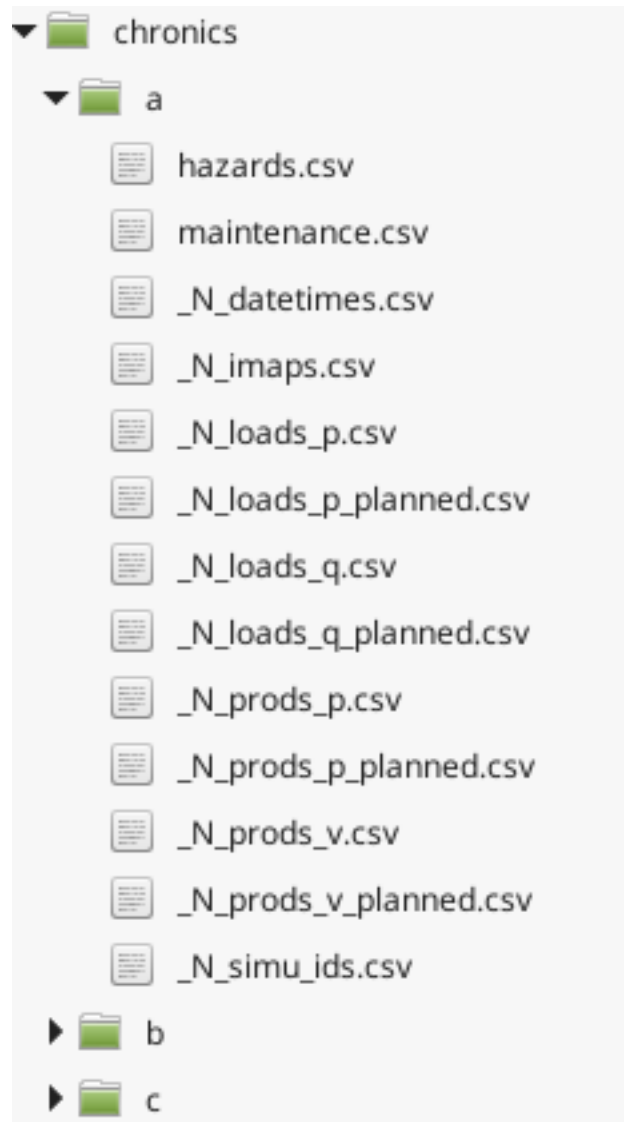 chronics
a
hazards.csv
maintenance.csv
_N_datetimes.csv
_N_imaps.csv
_N_loads_p.csv
_N_loads_p_planned.csv
_N_loads_q.csv
_N_loads_q_planned.csv
_N_prods_p.csv
_N_prods_p_planned.csv
_N_prods_v.csv
_N_prods_v_planned.csv
_N_simu_ids.csv
b
c